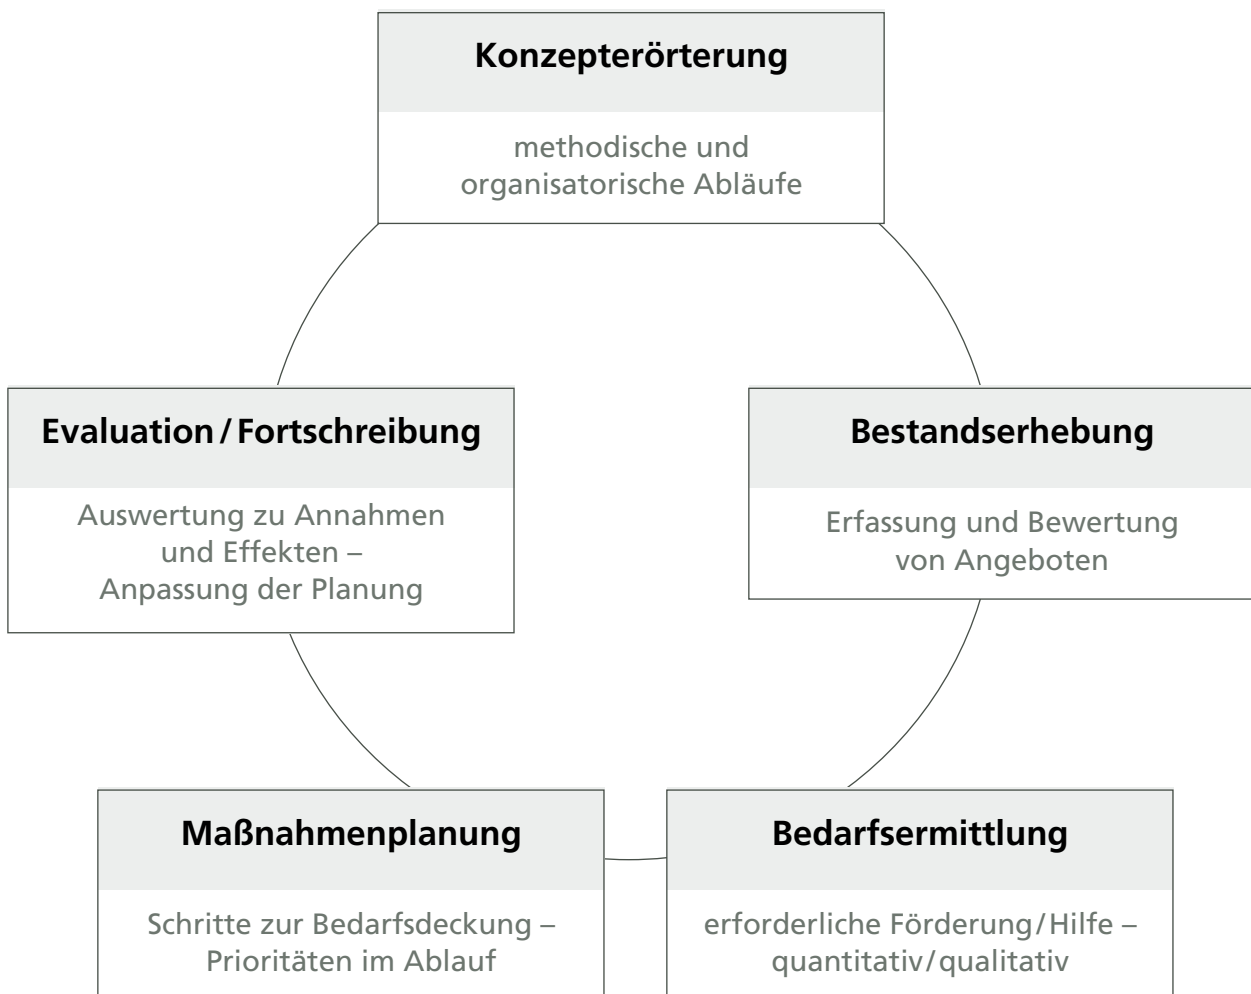 Konzepterörterung
methodische und
organisatorische Abläufe
Evaluation / Fortschreibung
Auswertung zu Annahmen
und Effekten –
Anpassung der Planung
Bestandserhebung
Erfassung und Bewertung
von Angeboten
Maßnahmenplanung
Schritte zur Bedarfsdeckung –
Prioritäten im Ablauf
Bedarfsermittlung
erforderliche Förderung/Hilfe –
quantitativ/qualitativ